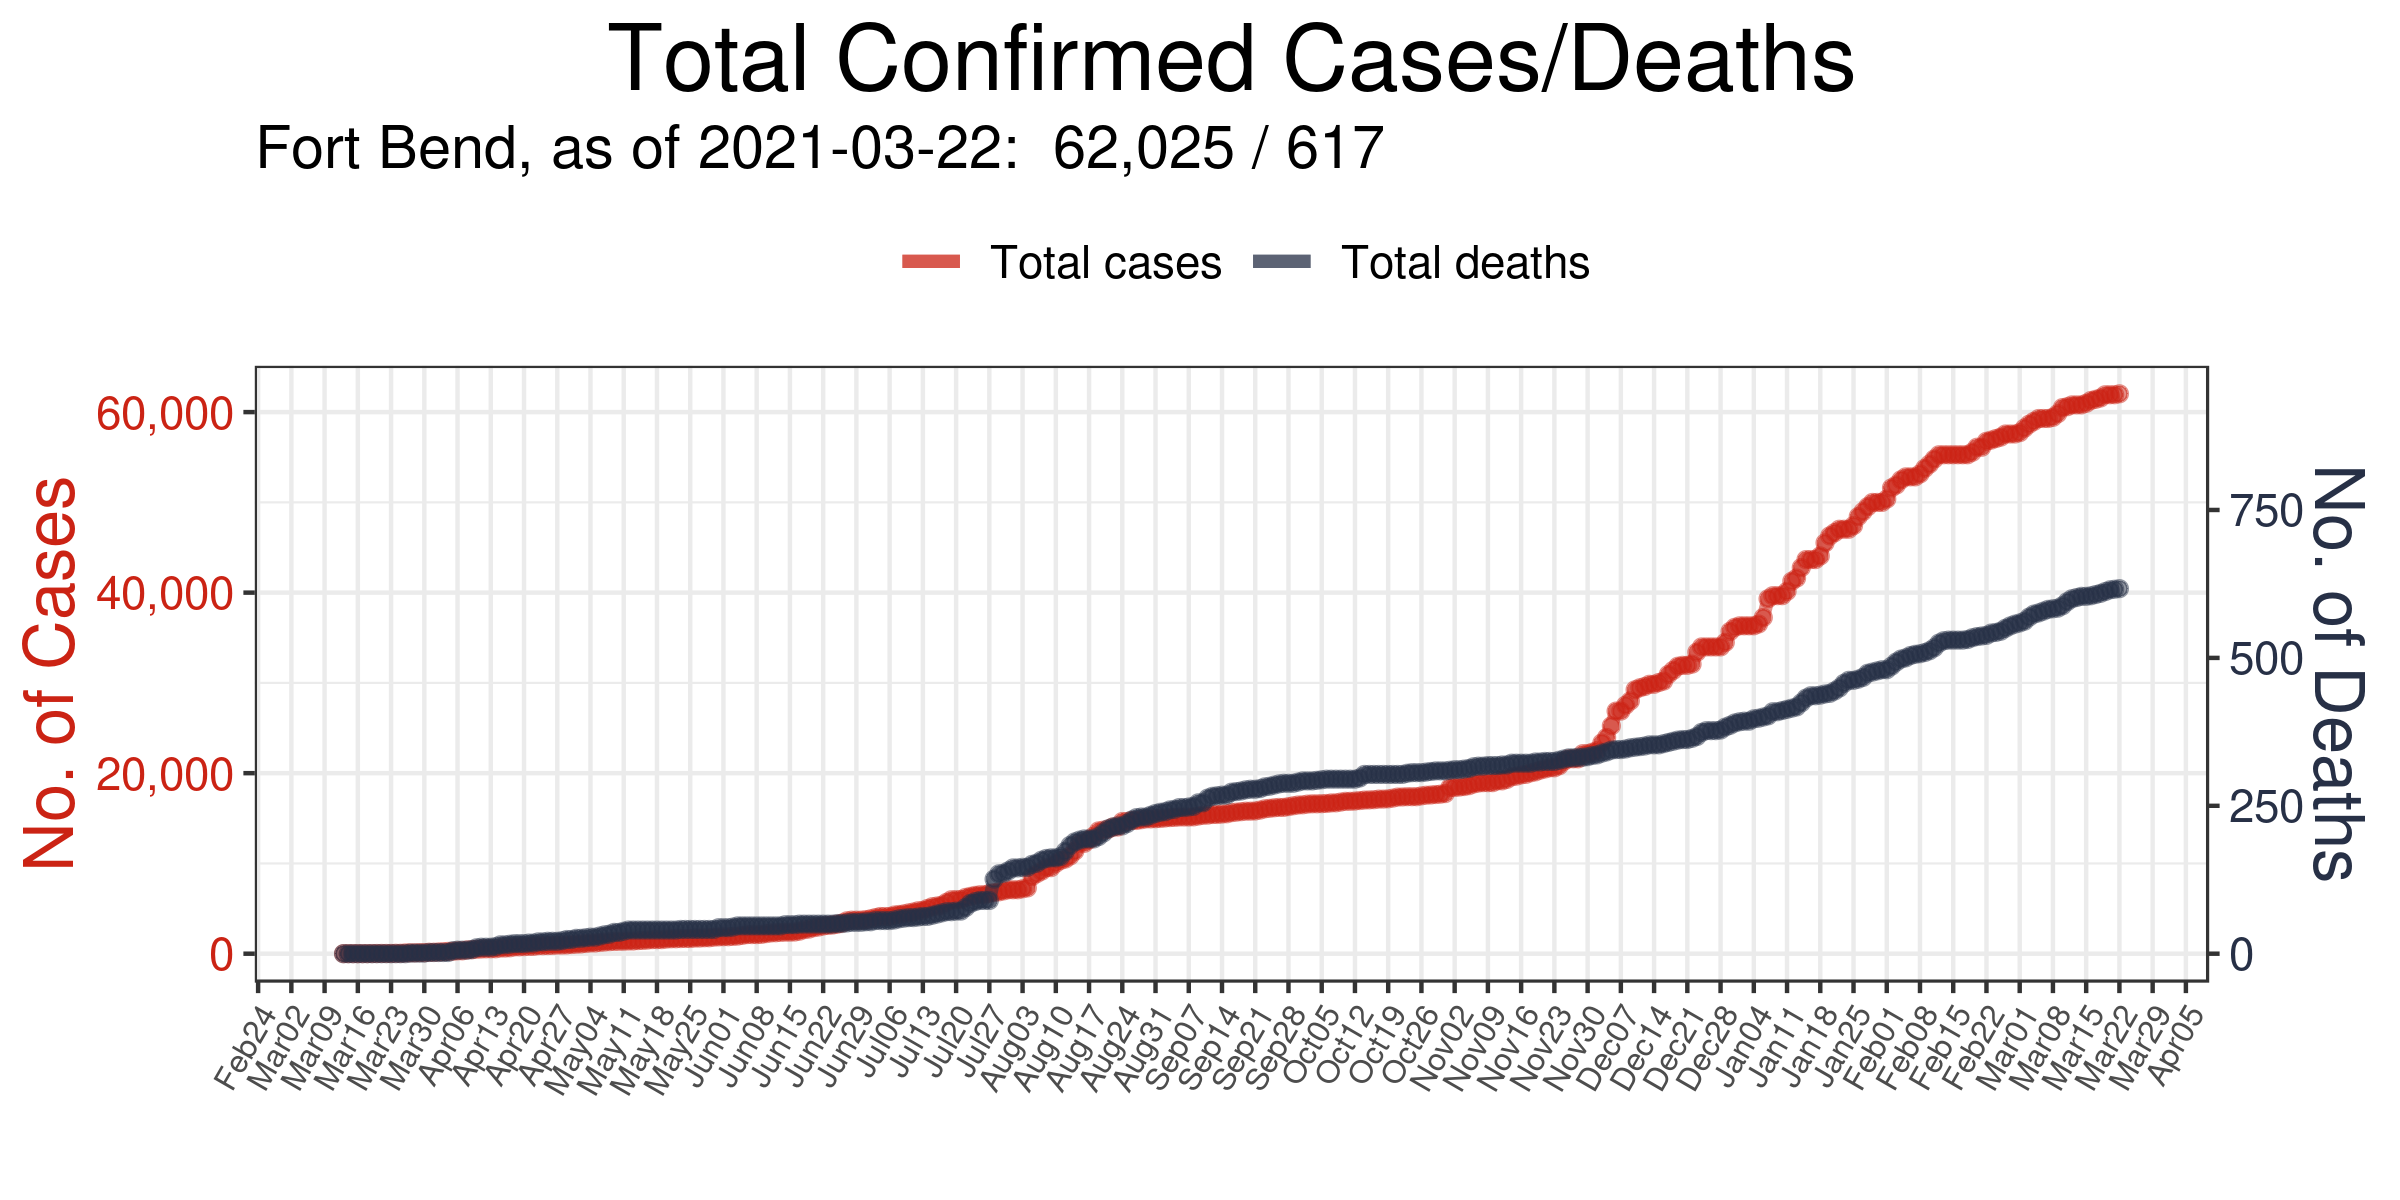 Total Confirmed Cases/Deaths
Fort Bend, as of 2021-03-22:  62,025 / 617
Total cases
Total deaths
No. of Cases
60,000
40,000
20,000
0
750
500
250
0
No. of Deaths
Feb24
Mar02
Mar09
Mar16
Mar23
Mar30
Apr06
Apr13
Apr20
Apr27
May04
May11
May18
May25
Jun01
Jun08
Jun15
Jun22
Jun29
Jul06
Jul13
Jul20
Jul27
Aug03
Aug10
Aug17
Aug24
Aug31
Sep07
Sep14
Sep21
Sep28
Oct05
Oct12
Oct19
Oct26
Nov02
Nov09
Nov16
Nov23
Nov30
Dec07
Dec14
Dec21
Dec28
Jan04
Jan11
Jan18
Jan25
Feb01
Feb08
Feb15
Feb22
Mar01
Mar08
Mar15
Mar22
Mar29
Apr05